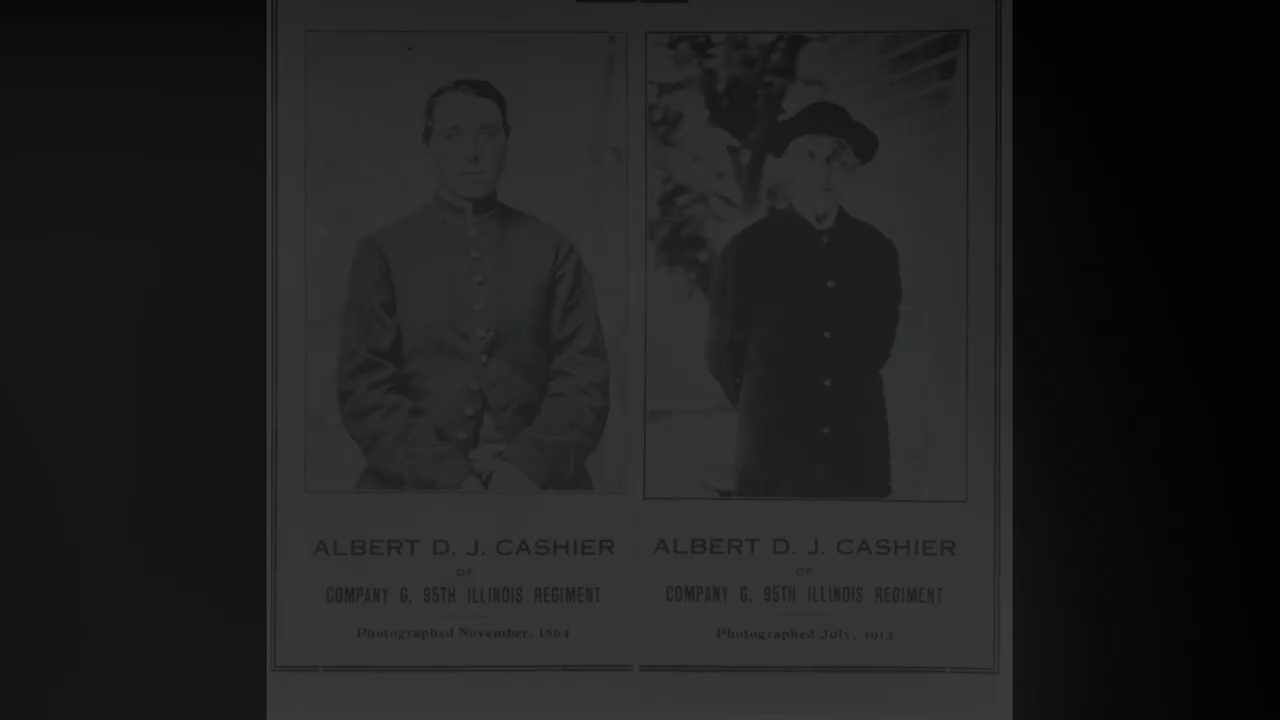 ALBERT D. J. CASHIER
OF
COMPANY G, 95TH ILLINOIS REGIMENT
Photographed November, 1864
ALBERT D. J. CASHIER
OF
COMPANY G, 95TH ILLINOIS REGIMENT
Photographed July, 1913